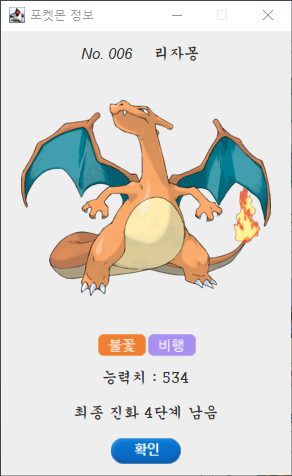 포켓몬 정보
No. 006 리자몽
불꽃 비행
능력치 : 534
최종 진화 4단계 남음
확인